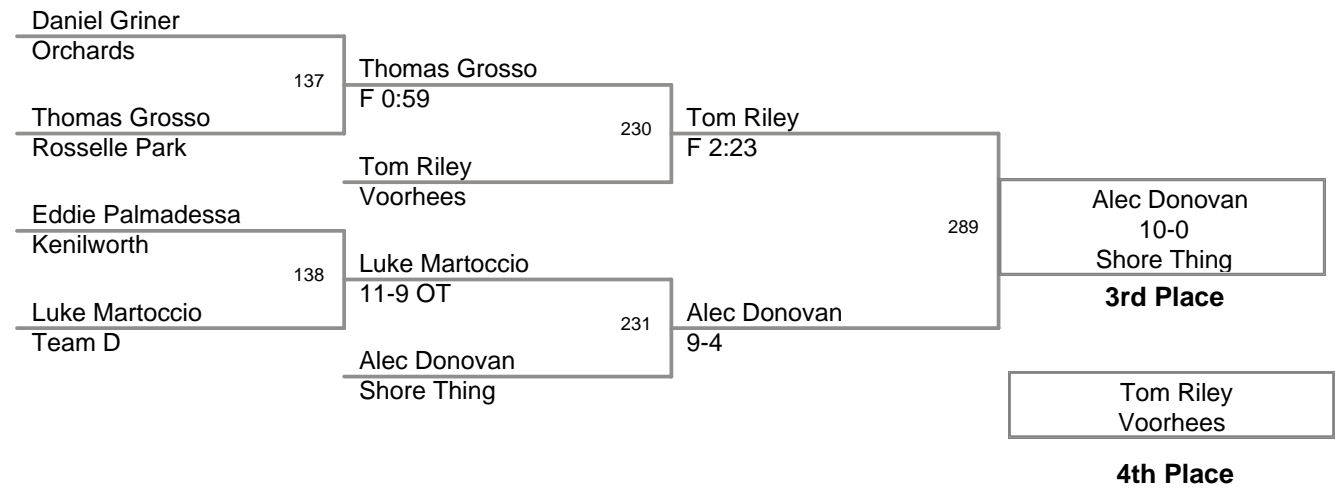 Daniel Griner
Orchards
137
Thomas Grosso
Rosselle Park
Thomas Grosso
F 0:59
230
Tom Riley
Voorhees
Tom Riley
F 2:23
Eddie Palmadessa
Kenilworth
138
Luke Martoccio
Team D
Luke Martoccio
11-9 OT
231
Alec Donovan
Shore Thing
Alec Donovan
9-4
289
Alec Donovan
10-0
Shore Thing
3rd Place
Tom Riley
Voorhees
4th Place